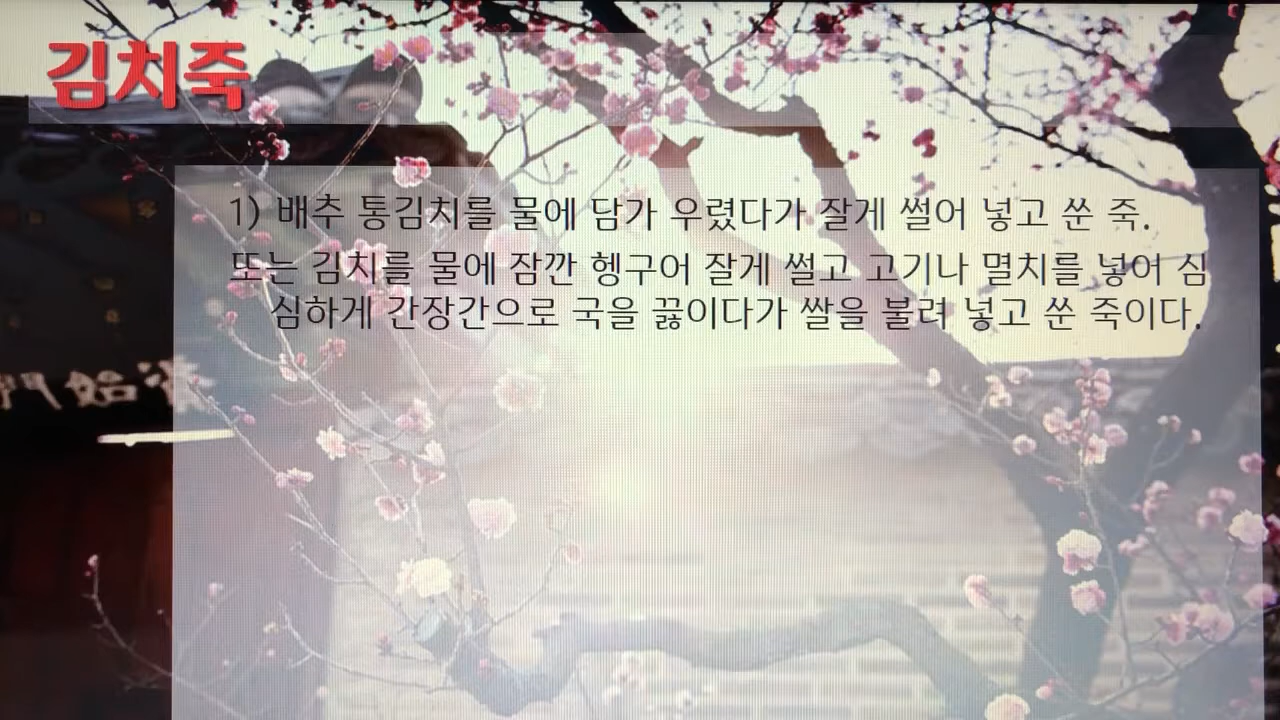 김치죽
1) 배추 통김치를 물에 담가 우렸다가 잘게 썰어 넣고 쑨 죽.
또는 김치를 물에 잠깐 헹구어 잘게 썰고 고기나 멸치를 넣어 심
심하게 간장간으로 국을 끓이다가 쌀을 불려 넣고 쑨 죽이다.